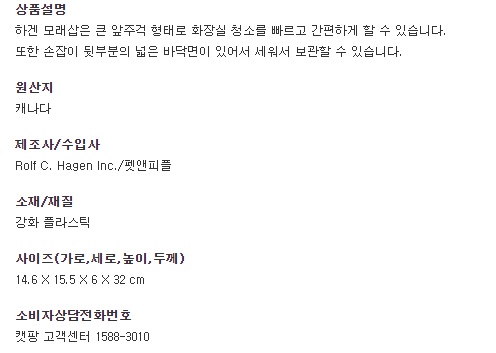 상품설명
하겐 모래삽은 큰 앞주걱 형태로 화장실 청소를 빠르고 간편하게 할 수 있습니다.
또한 손잡이 뒷부분의 넓은 바닥면이 있어서 세워서 보관할 수 있습니다.
원산지
캐나다
제조사/수입사
Rolf C. Hagen Inc./펫앤피플
소재/재질
강화 플라스틱
사이즈(가로,세로,높이,두께)
14.6 X 15.5 X 6 X 32 cm
소비자상담전화번호
캣팡 고객센터 1588-3010